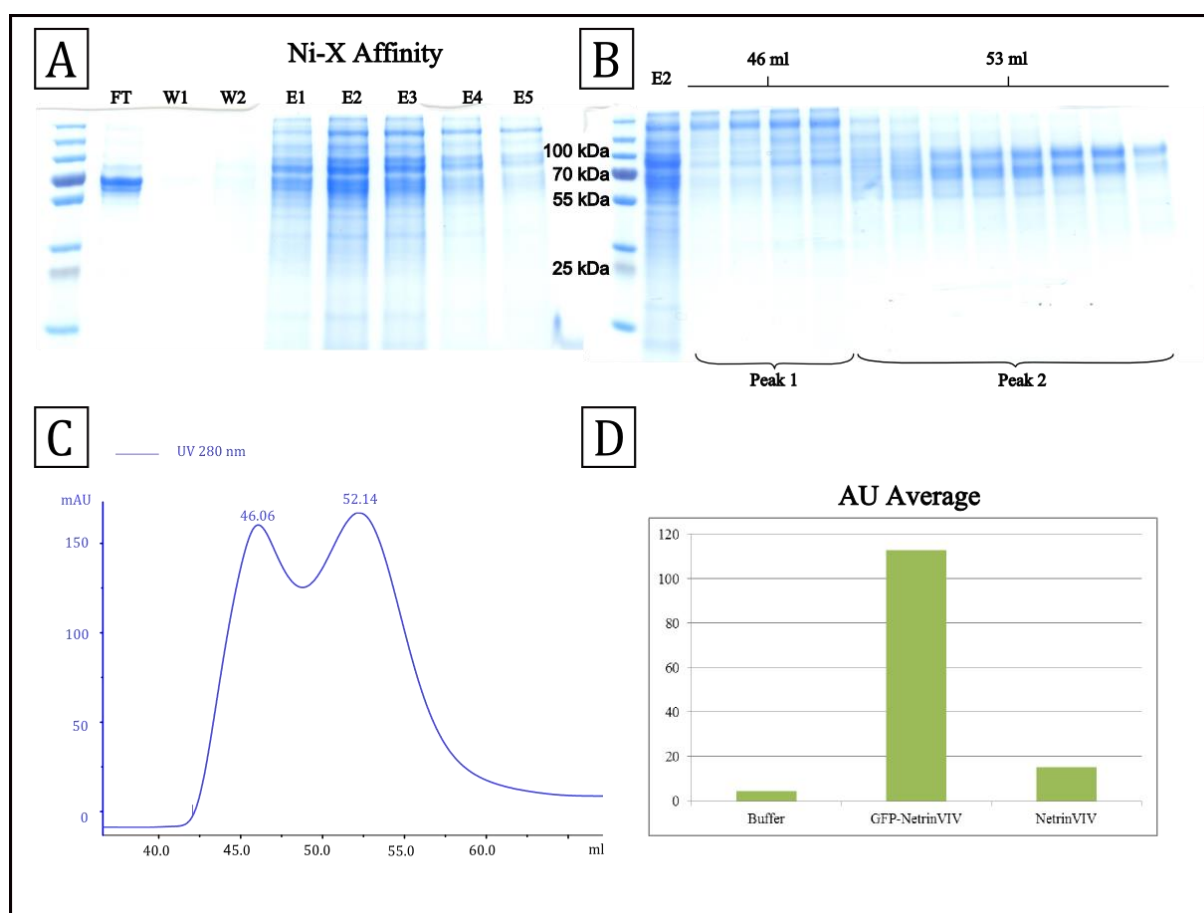 A
Ni-X Affinity
FT W1 W2 E1 E2 E3 E4 E5
B
46 ml 53 ml
E2
100 kDa
70 kDa
55 kDa
25 kDa
Peak 1 Peak 2
C
UV 280 nm
mAU
150
100
50
0
46.06
52.14
40.0 45.0 50.0 55.0 60.0 ml
D
AU Average
120
100
80
60
40
20
0
Buffer GFP-NetrinVIV NetrinVIV